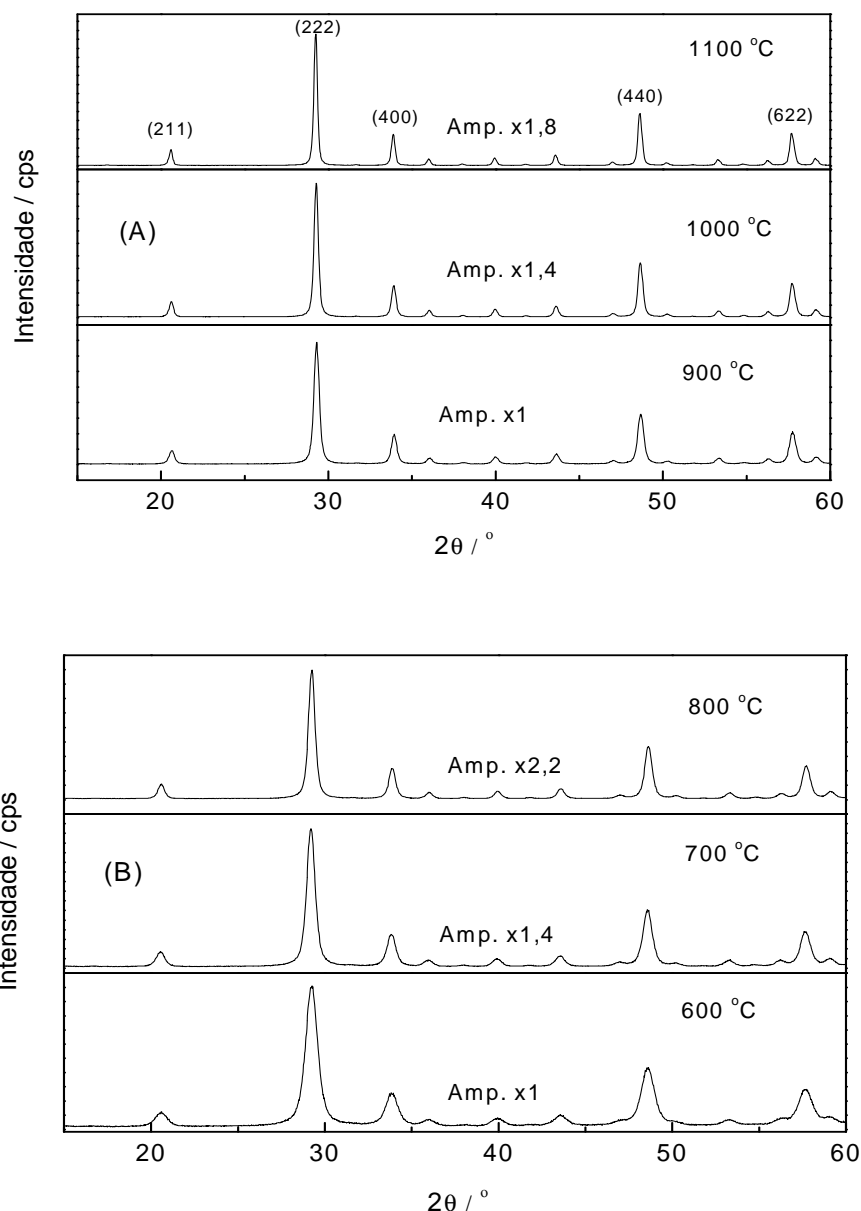 (222)
1100 °C
(440)
(400)
(622)
(211)
Amp. x1,8
Intensidade / cps
(A)
1000 °C
Amp. x1,4
900 °C
Amp. x1
20 30 40 50 60
2θ / °
800 °C
Amp. x2,2
Intensidade / cps
700 °C
(B)
Amp. x1,4
600 °C
Amp. x1
20 30 40 50 60
2θ / °